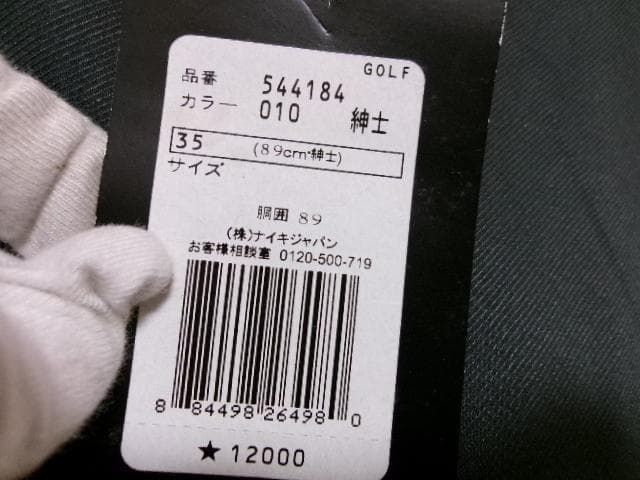 GOLF
品番 544184
カラー 010 紳士
35 (89cm・紳士)
サイズ
胴囲 89
(株)ナイキジャパン
お客様相談室 0120-500-719
8 84498 26498 0
★ 12000